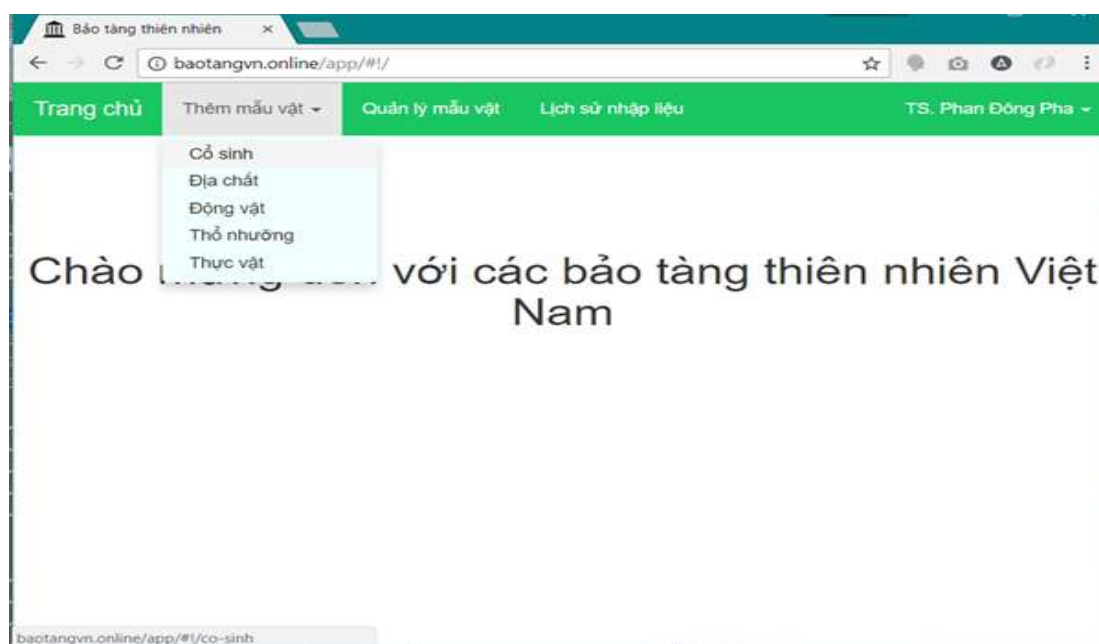 Bảo tàng thiên nhiên
baotangvn.online/app/#!/
Trang chủ Thêm mẫu vật Quản lý mẫu vật Lịch sử nhập liệu TS. Phan Đông Pha
Cổ sinh
Địa chất
Động vật
Thổ nhưỡng
Thực vật
Chào với các bảo tàng thiên nhiên Việt
Nam
baotangvn.online/app/#!/co-sinh